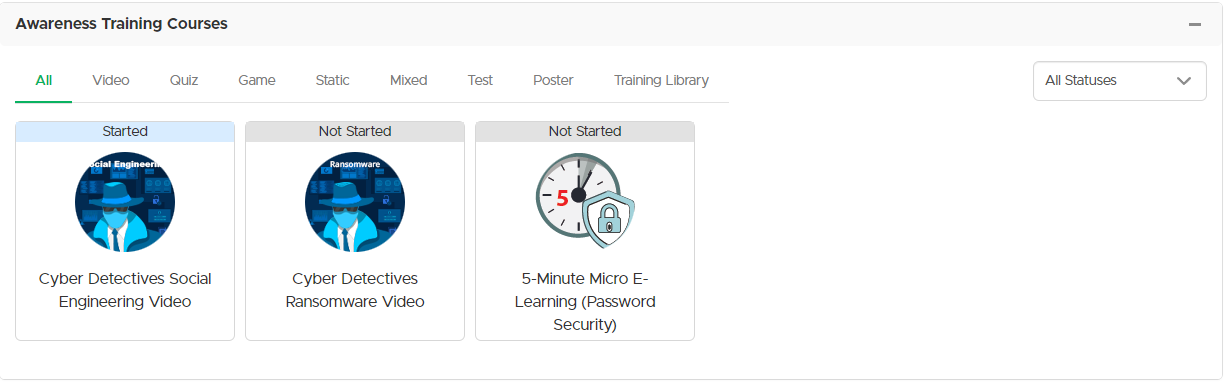 Awareness Training Courses
All Video Quiz Game Static Mixed Test Poster Training Library
All Statuses
Started
Not Started
Not Started
Social Engineerin
Ransomware
5
Cyber Detectives Social
Engineering Video
Cyber Detectives
Ransomware Video
5-Minute Micro E-
Learning (Password
Security)